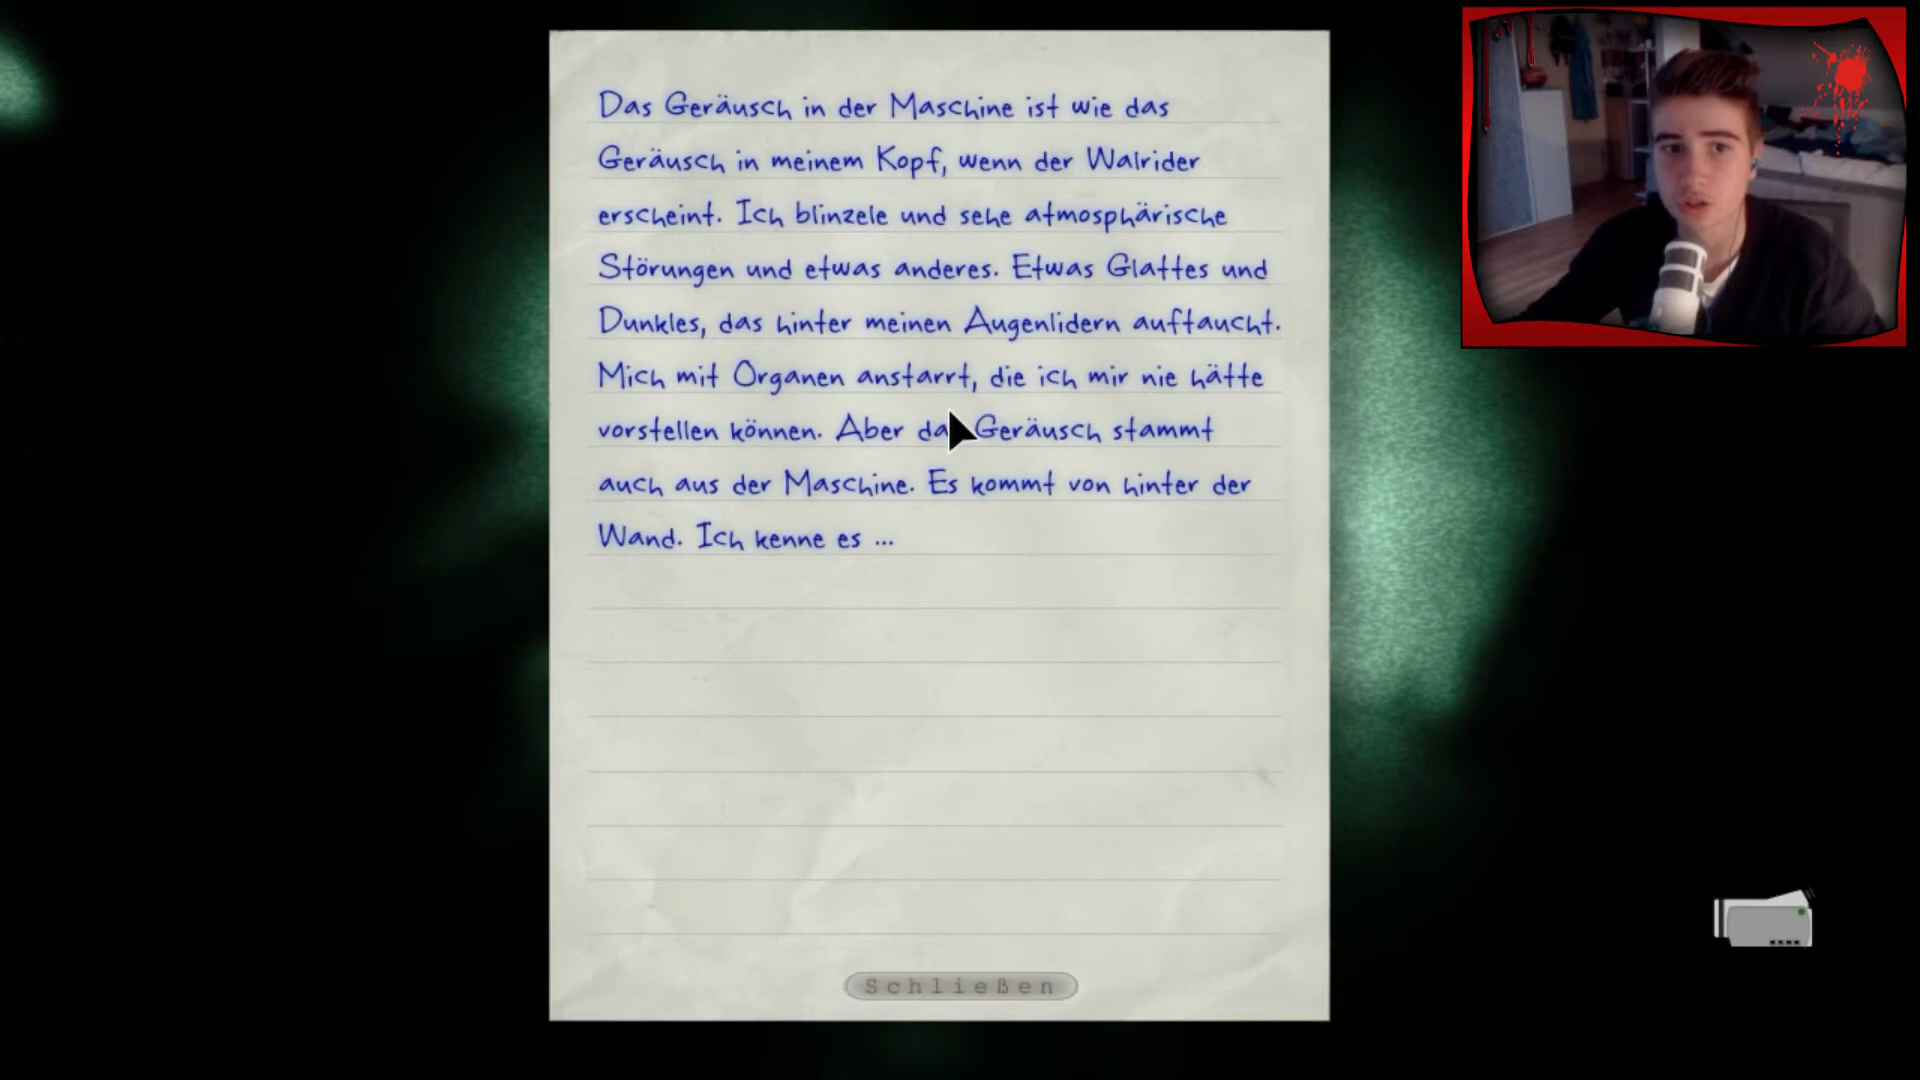 Das Geräusch in der Maschine ist wie das
Geräusch in meinem Kopf, wenn der Walrider
erscheint. Ich blinzele und sehe atmosphärische
Störungen und etwas anderes. Etwas Glattes und
Dunkles, das hinter meinen Augenlidern auftaucht.
Mich mit Organen anstarrt, die ich mir nie hätte
vorstellen können. Aber da Geräusch stammt
auch aus der Maschine. Es kommt von hinter der
Wand. Ich kenne es ...
Schließen